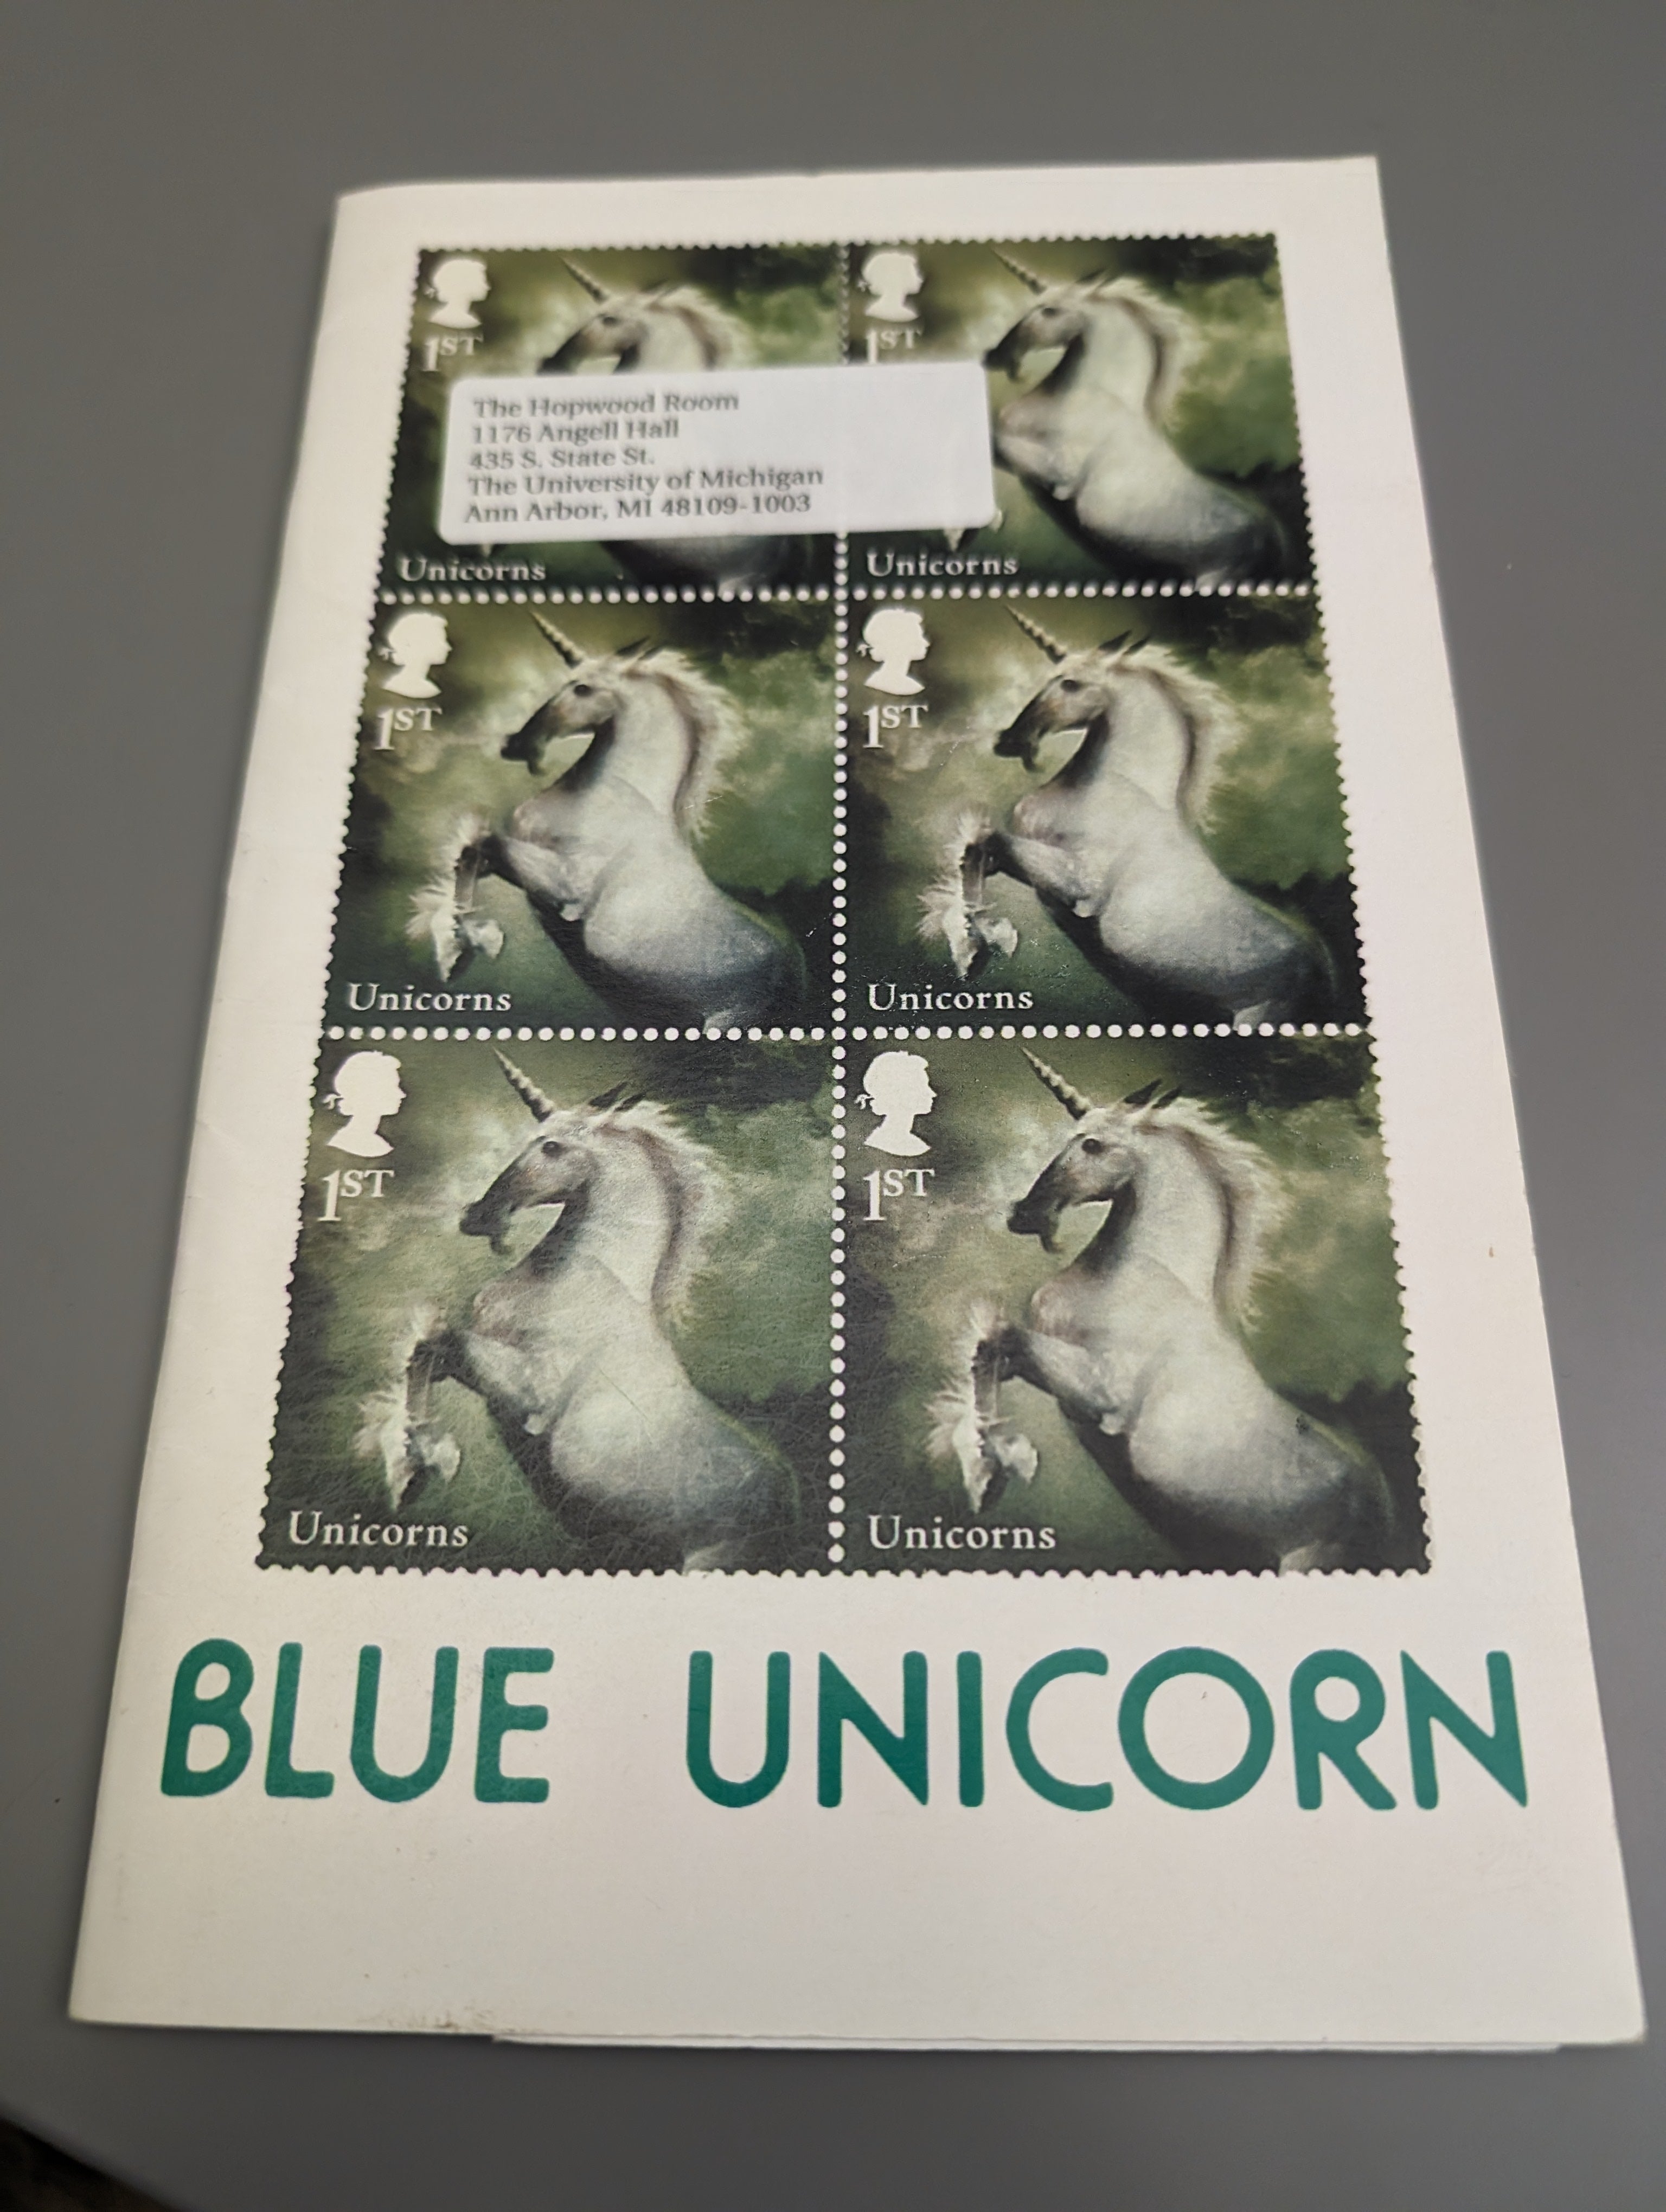 1ST
1ST
The Hopwood Room
1176 Angell Hall
435 S. State St.
The University of Michigan
Ann Arbor, MI 48109-1003
Unicorns
Unicorns
1ST
1ST
Unicorns
Unicorns
1ST
1ST
Unicorns
Unicorns
BLUE UNICORN